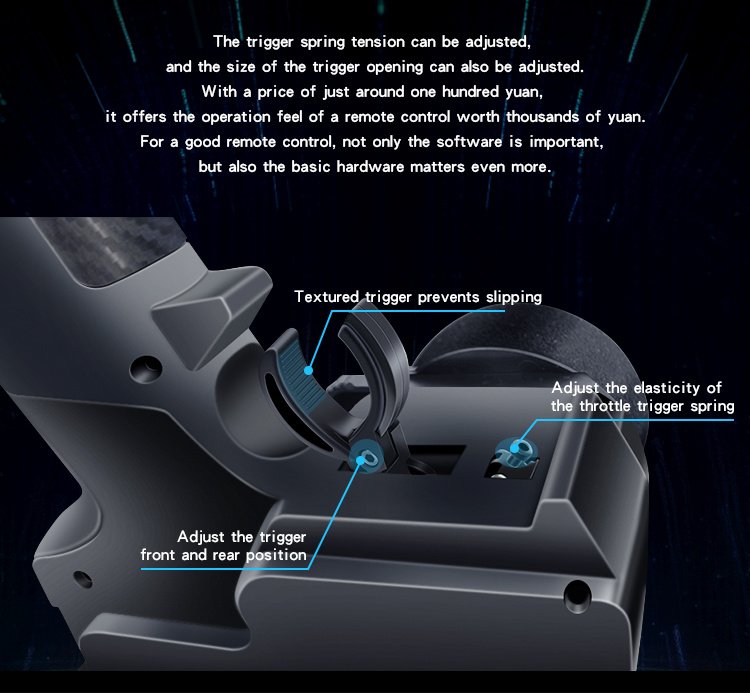 The trigger spring tension can be adjusted,
and the size of the trigger opening can also be adjusted.
With a price of just around one hundred yuan,
it offers the operation feel of a remote control worth thousands of yuan.
For a good remote control, not only the software is important,
but also the basic hardware matters even more.
Textured trigger prevents slipping
Adjust the elasticity of
the throttle trigger spring
Adjust the trigger
front and rear position